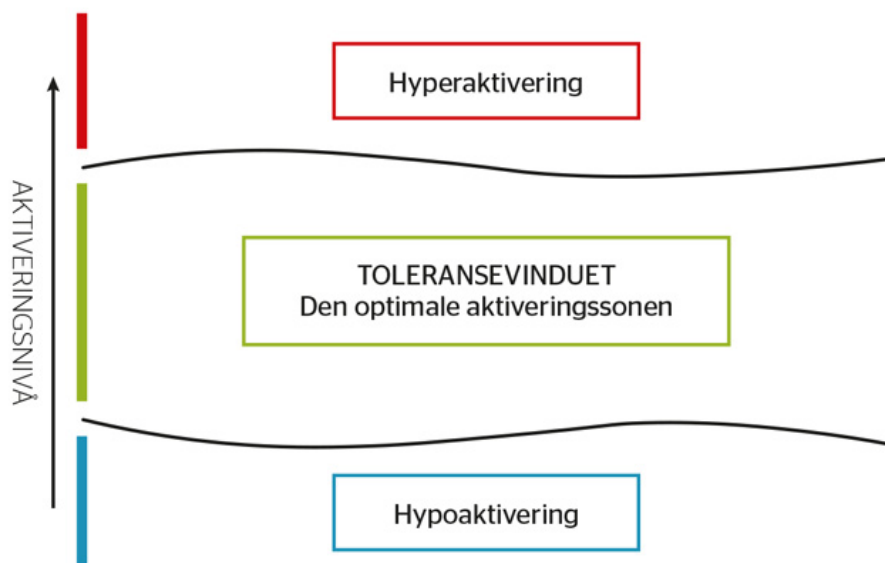 Hyperaktivering
AKTIVERINGSNIVÅ
TOLERANSEVINDUET
Den optimale aktiveringssonen
Hypoaktivering